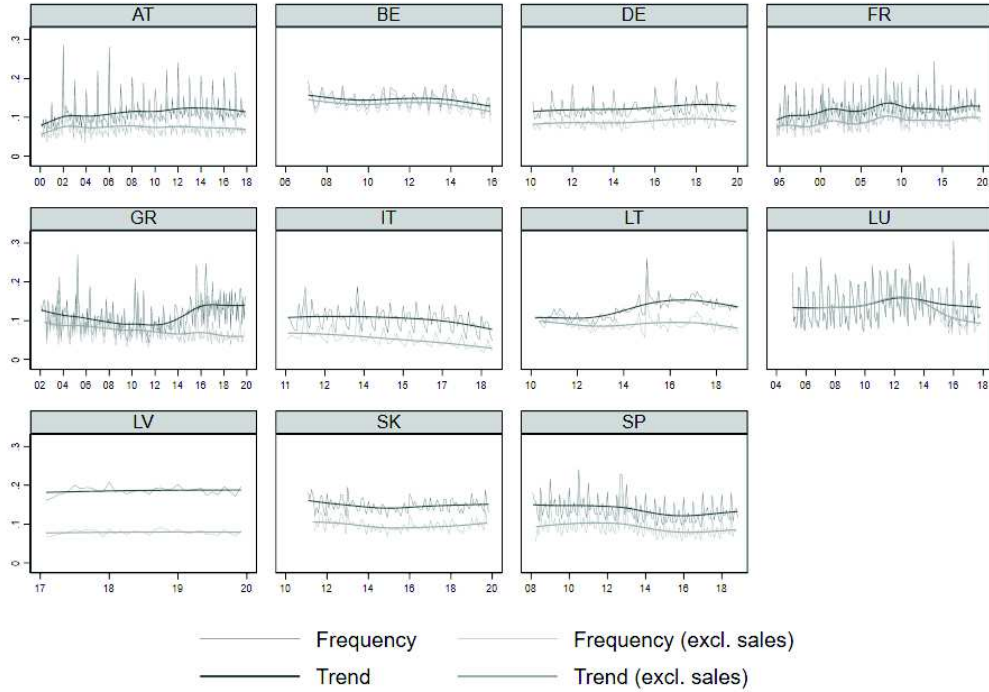 AT BE DE FR
.3
.2
.1
0
00 02 04 06 08 10 12 14 16 18 06 08 10 12 14 16 10 12 13 15 16 17 19 20 95 00 05 10 15 20
GR IT LT LU
.3
.2
.1
0
02 04 06 08 10 12 14 16 18 20 11 12 14 15 16 17 18 10 12 14 16 18 04 06 08 10 12 14 16 18
LV SK SP
.3
.2
.1
0
17 18 19 20 10 12 14 16 18 20 08 10 12 14 16 18
Frequency Frequency (excl. sales)
Trend Trend (excl. sales)